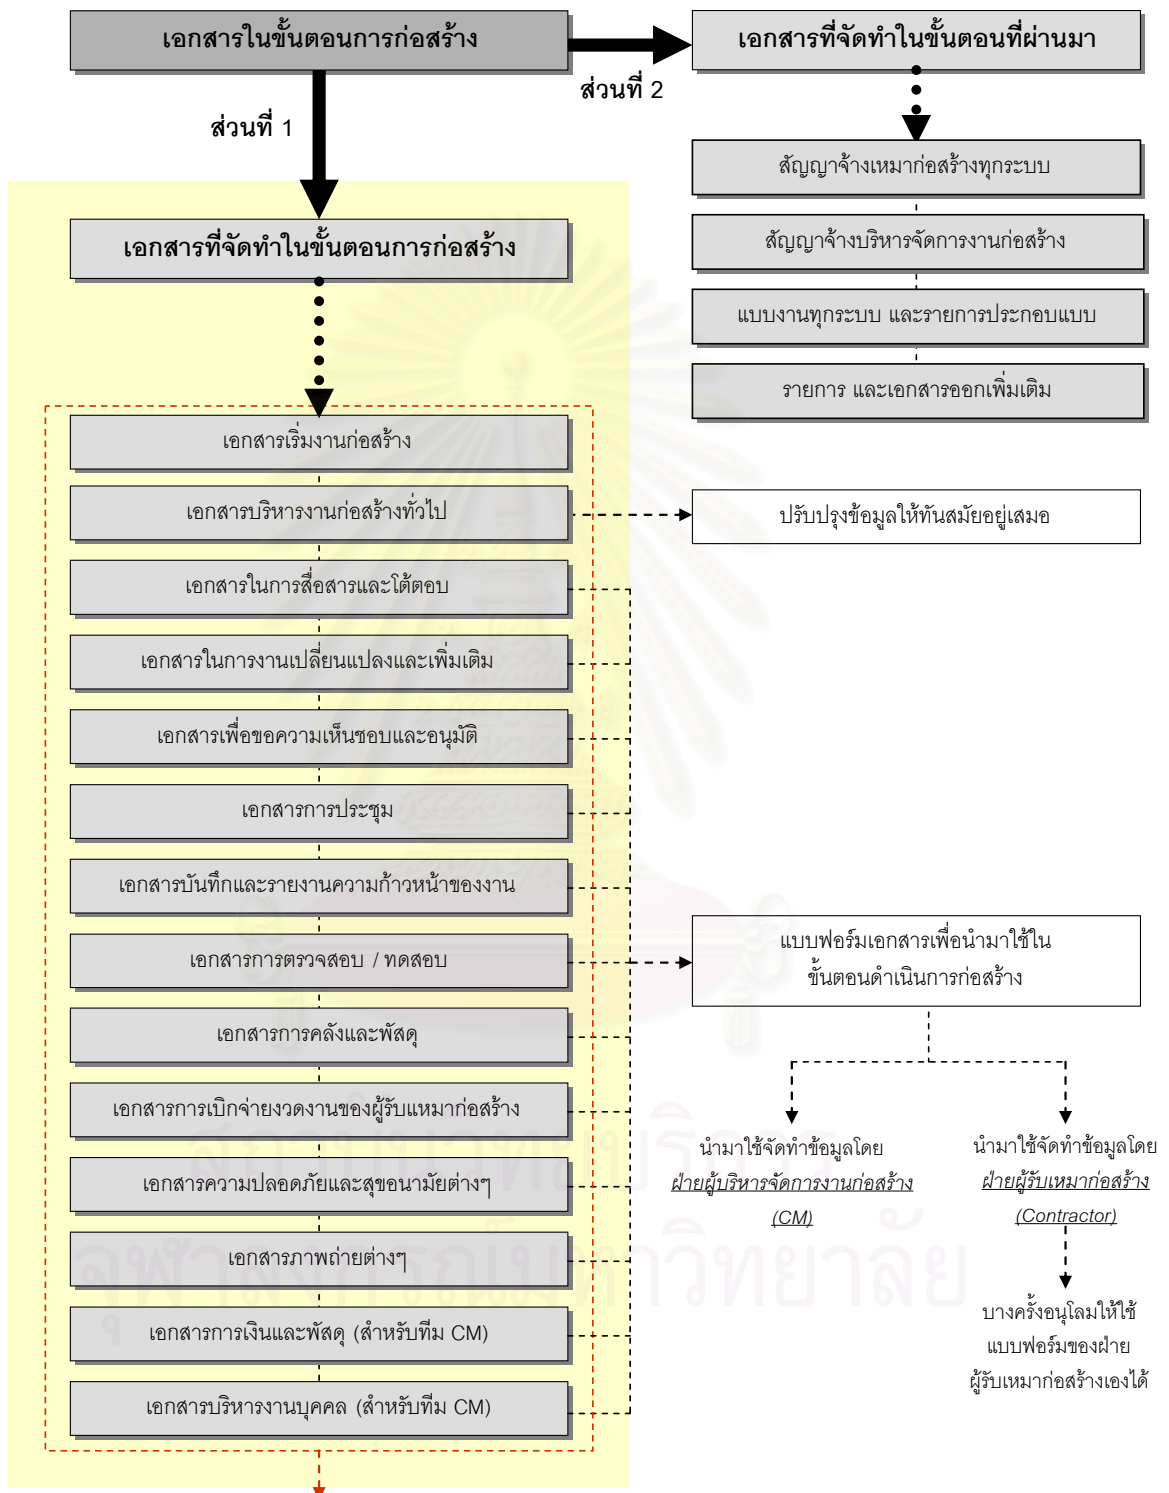 เอกสารในขั้นตอนการก่อสร้าง
เอกสารที่จัดทำในขั้นตอนที่ผ่านมา
ส่วนที่ 2
ส่วนที่ 1
สัญญาจ้างเหมาก่อสร้างทุกระบบ
สัญญาจ้างบริหารจัดการงานก่อสร้าง
แบบงานทุกระบบ และรายการประกอบแบบ
รายการ และเอกสารออกเพิ่มเติม
เอกสารที่จัดทำในขั้นตอนการก่อสร้าง
เอกสารเริ่มงานก่อสร้าง
เอกสารบริหารงานก่อสร้างทั่วไป
ปรับปรุงข้อมูลให้ทันสมัยอยู่เสมอ
เอกสารในการสื่อสารและโต้ตอบ
เอกสารในการงานเปลี่ยนแปลงและเพิ่มเติม
เอกสารเพื่อขอความเห็นชอบและอนุมัติ
เอกสารการประชุม
เอกสารบันทึกและรายงานความก้าวหน้าของงาน
เอกสารการตรวจสอบ / ทดสอบ
แบบฟอร์มเอกสารเพื่อนำมาใช้ใน
ขั้นตอนดำเนินการก่อสร้าง
เอกสารการคลังและพัสดุ
เอกสารการเบิกจ่ายงวดงานของผู้รับแหมาก่อสร้าง
เอกสารความปลอดภัยและสุขอนามัยต่างๆ
เอกสารภาพถ่ายต่างๆ
เอกสารการเงินและพัสดุ (สำหรับทีม CM)
เอกสารบริหารงานบุคคล (สำหรับทีม CM)
นำมาใช้จัดทำข้อมูลโดย
ฝ่ายผู้บริหารจัดการงานก่อสร้าง
(CM)
นำมาใช้จัดทำข้อมูลโดย
ฝ่ายผู้รับเหมาก่อสร้าง
(Contractor)
บางครั้งอนุโลมให้ใช้
แบบฟอร์มของฝ่าย
ผู้รับเหมาก่อสร้างเองได้
สถาบันวิทยบริการ
จุฬาลงกรณ์มหาวิทยาลัย